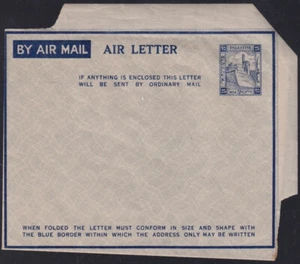 BY AIR MAIL AIR LETTER
IF ANYTHING IS ENCLOSED THIS LETTER
WILL BE SENT BY ORDINARY MAIL
PALESTINE
WHEN FOLDED THE LETTER MUST CONFORM IN SIZE AND SHAPE WITH
THE BLUE BORDER WITHIN WHICH THE ADDRESS ONLY MAY BE WRITTEN